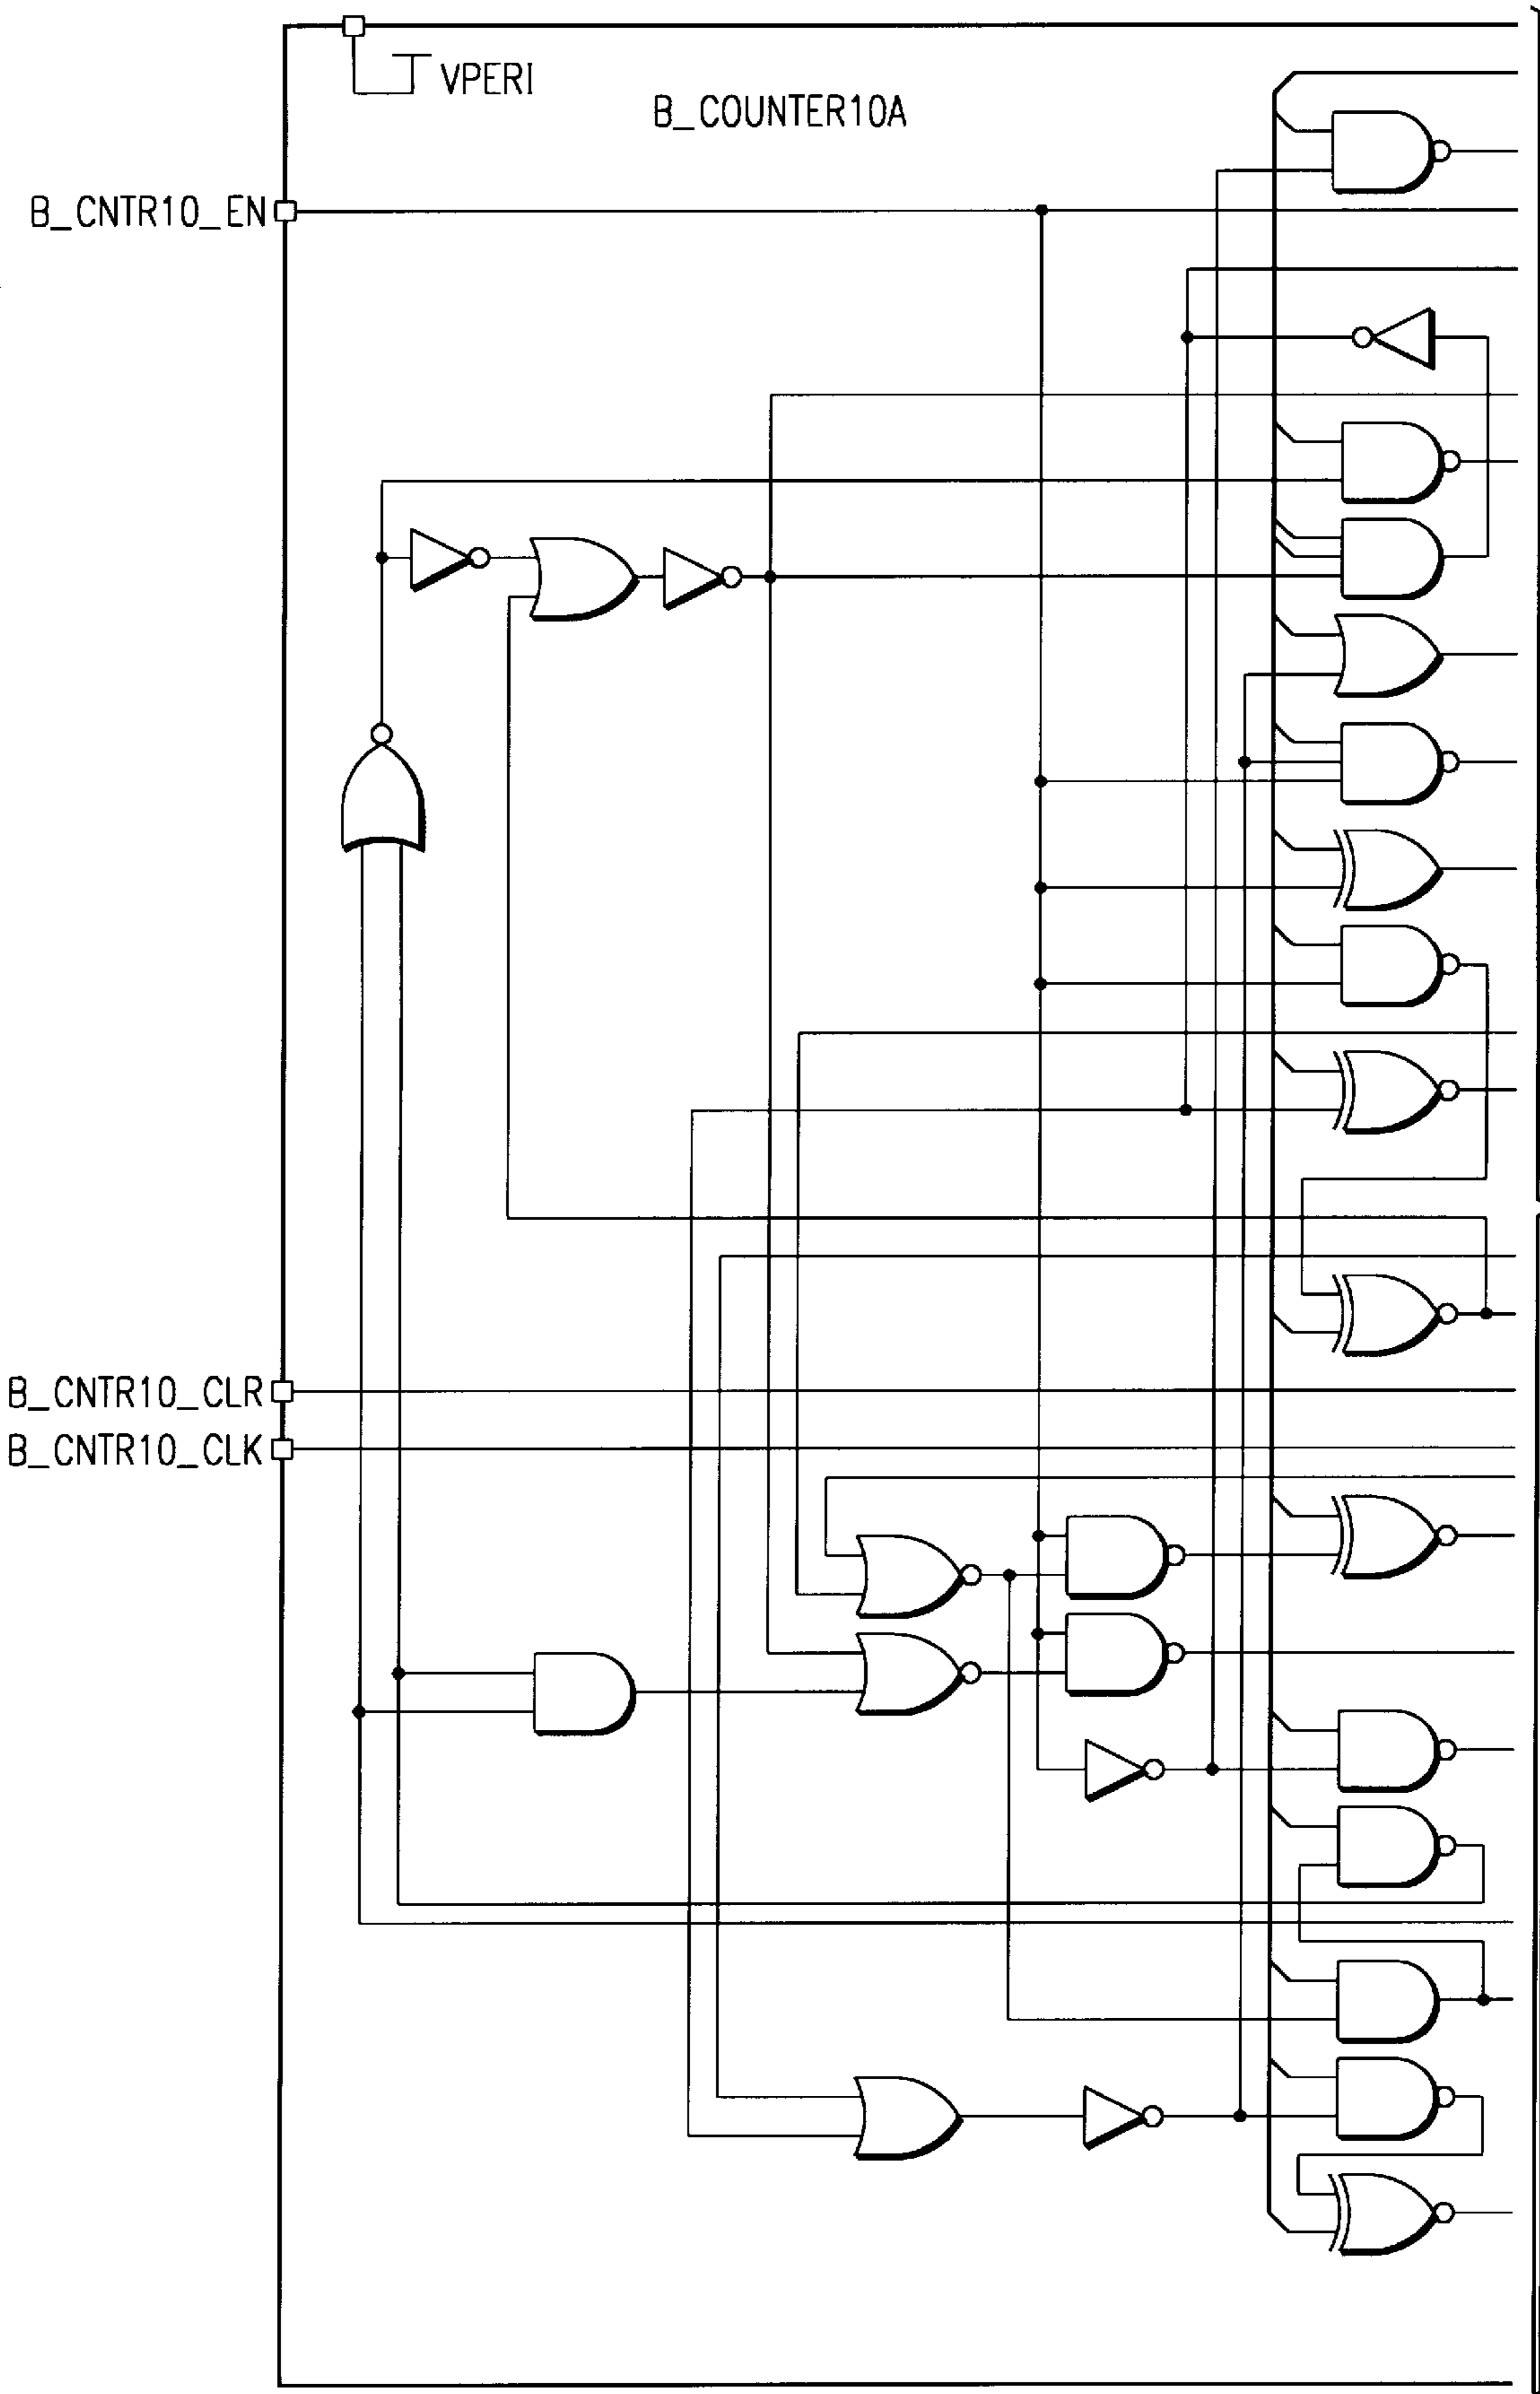 VPERI
B_COUNTER10A
B_CNTR10_EN
B_CNTR10_CLR
B_CNTR10_CLK